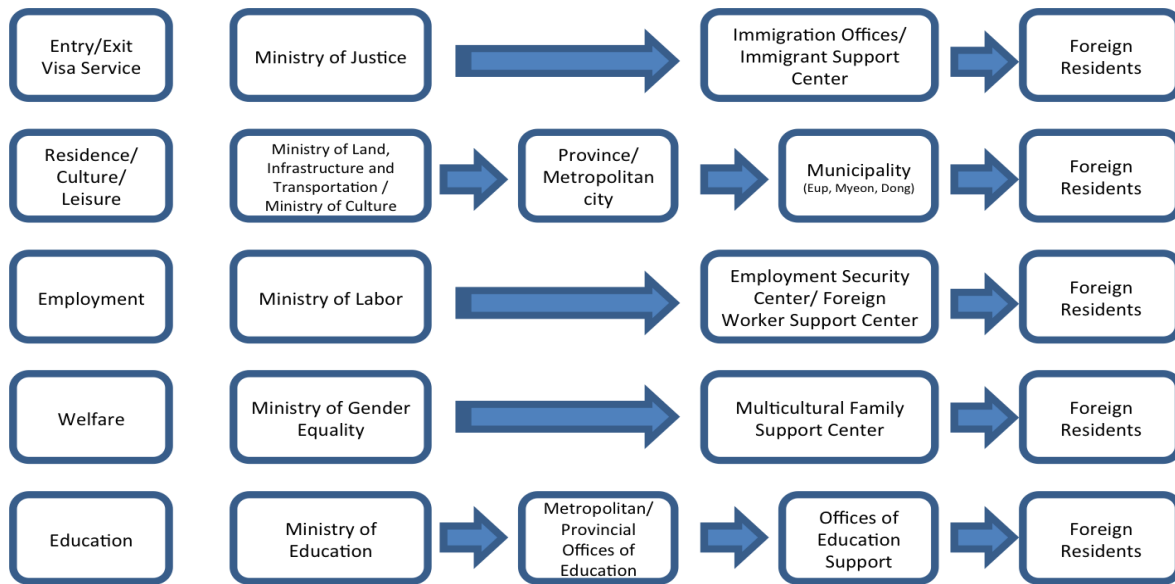 Entry/Exit
Visa Service
Ministry of Justice
Immigration Offices/
Immigrant Support
Center
Foreign
Residents
Residence/
Culture/
Leisure
Ministry of Land,
Infrastructure and
Transportation /
Ministry of Culture
Province/
Metropolitan
city
Municipality
(Eup, Myeon, Dong)
Foreign
Residents
Employment
Ministry of Labor
Employment Security
Center/ Foreign
Worker Support Center
Foreign
Residents
Welfare
Ministry of Gender
Equality
Multicultural Family
Support Center
Foreign
Residents
Education
Ministry of
Education
Metropolitan/
Provincial
Offices of
Education
Offices of
Education
Support
Foreign
Residents